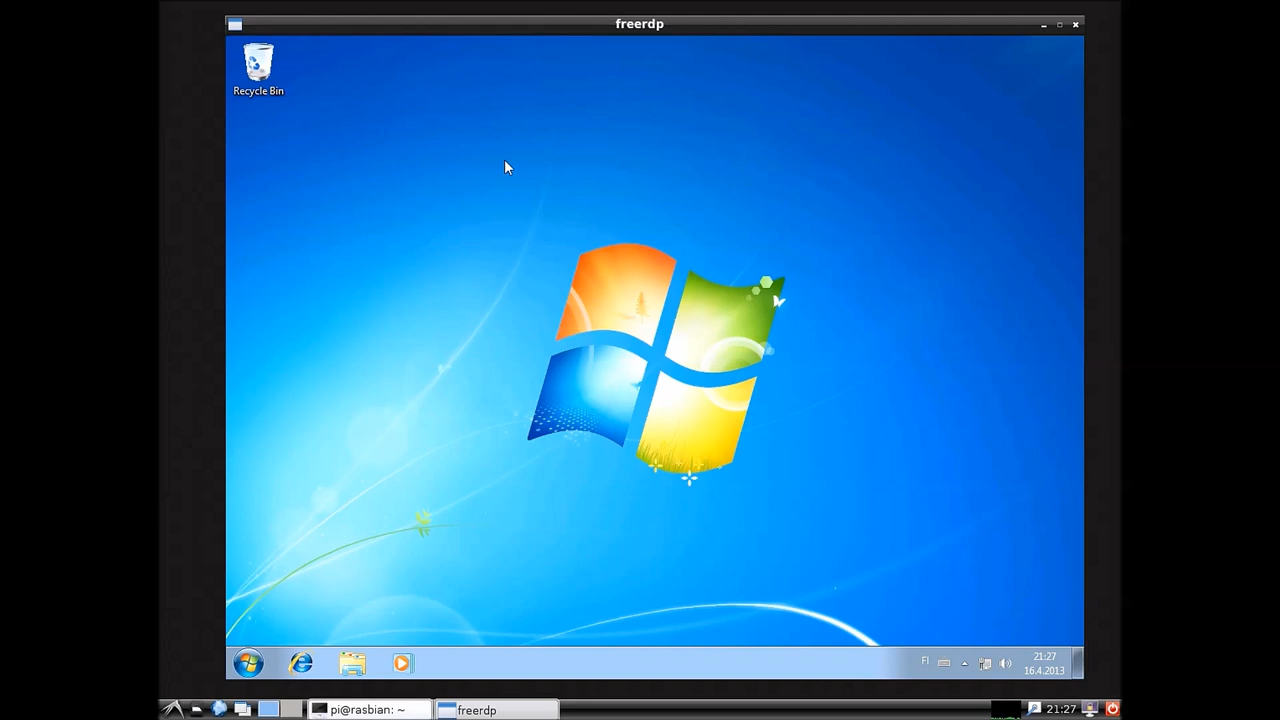 freerdp
Recycle Bin
FI
21:27
16.4.2013
pi@rasbian: ~
freerdp
21:27